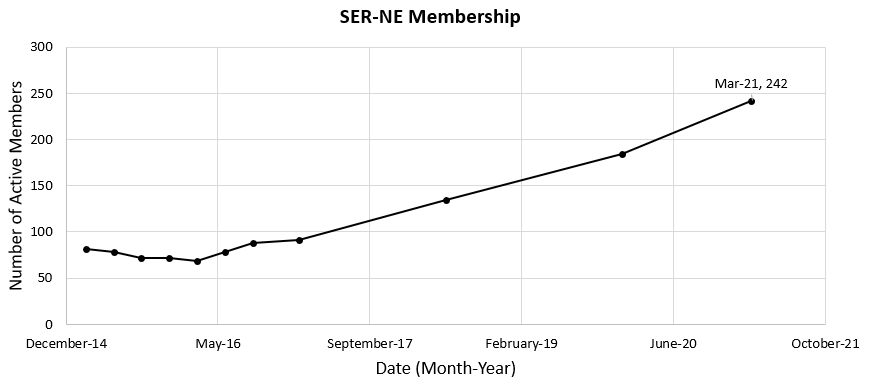 SER-NE Membership
300
250
200
150
100
50
0
Number of Active Members
Mar-21, 242
December-14 May-16 September-17 February-19 June-20 October-21
Date (Month-Year)